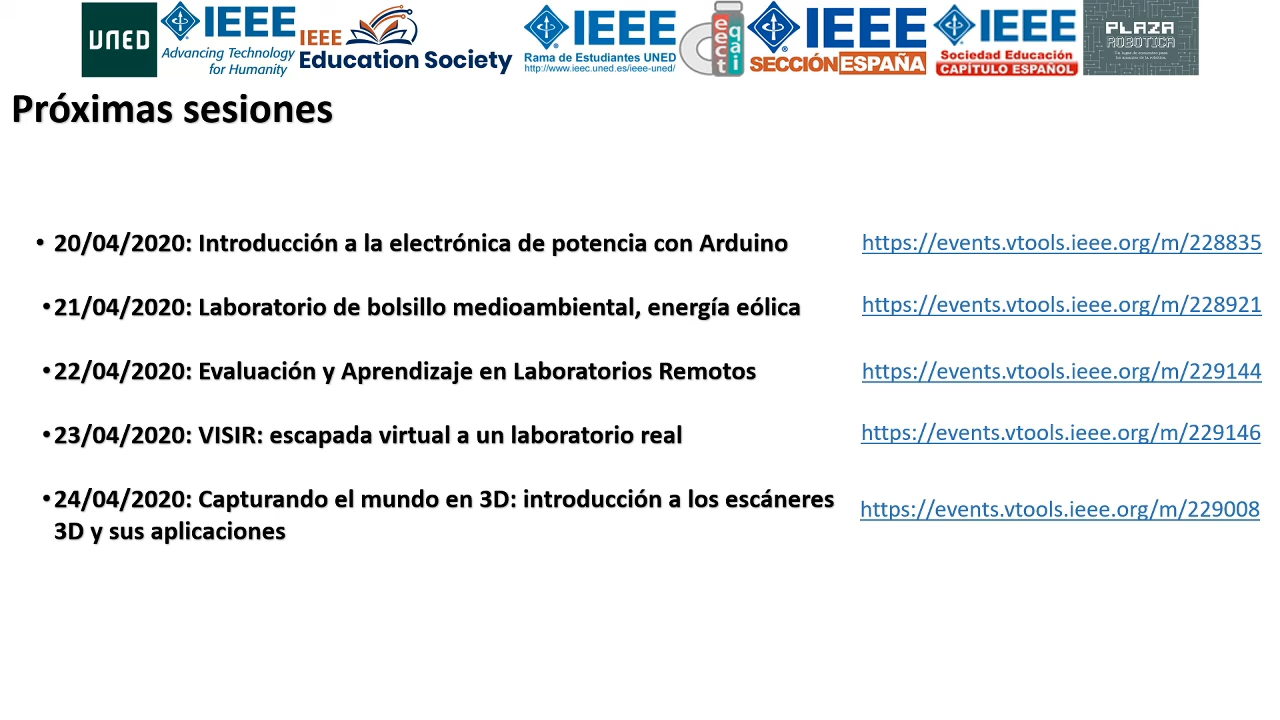 UNED
IEEE
Advancing Technology
for Humanity
IEEE
Education Society
IEEE
Rama de Estudiantes UNED
http://www.ieec.uned.es/ieee-uned/
IEEE
SECCIÓN ESPAÑA
IEEE
Sociedad Educación
CAPÍTULO ESPAÑOL
PLAZA
ROBOTICA
Próximas sesiones
• 20/04/2020: Introducción a la electrónica de potencia con Arduino https://events.vtools.ieee.org/m/228835
•21/04/2020: Laboratorio de bolsillo medioambiental, energía eólica https://events.vtools.ieee.org/m/228921
•22/04/2020: Evaluación y Aprendizaje en Laboratorios Remotos https://events.vtools.ieee.org/m/229144
•23/04/2020: VISIR: escapada virtual a un laboratorio real https://events.vtools.ieee.org/m/229146
•24/04/2020: Capturando el mundo en 3D: introducción a los escáneres https://events.vtools.ieee.org/m/229008
3D y sus aplicaciones